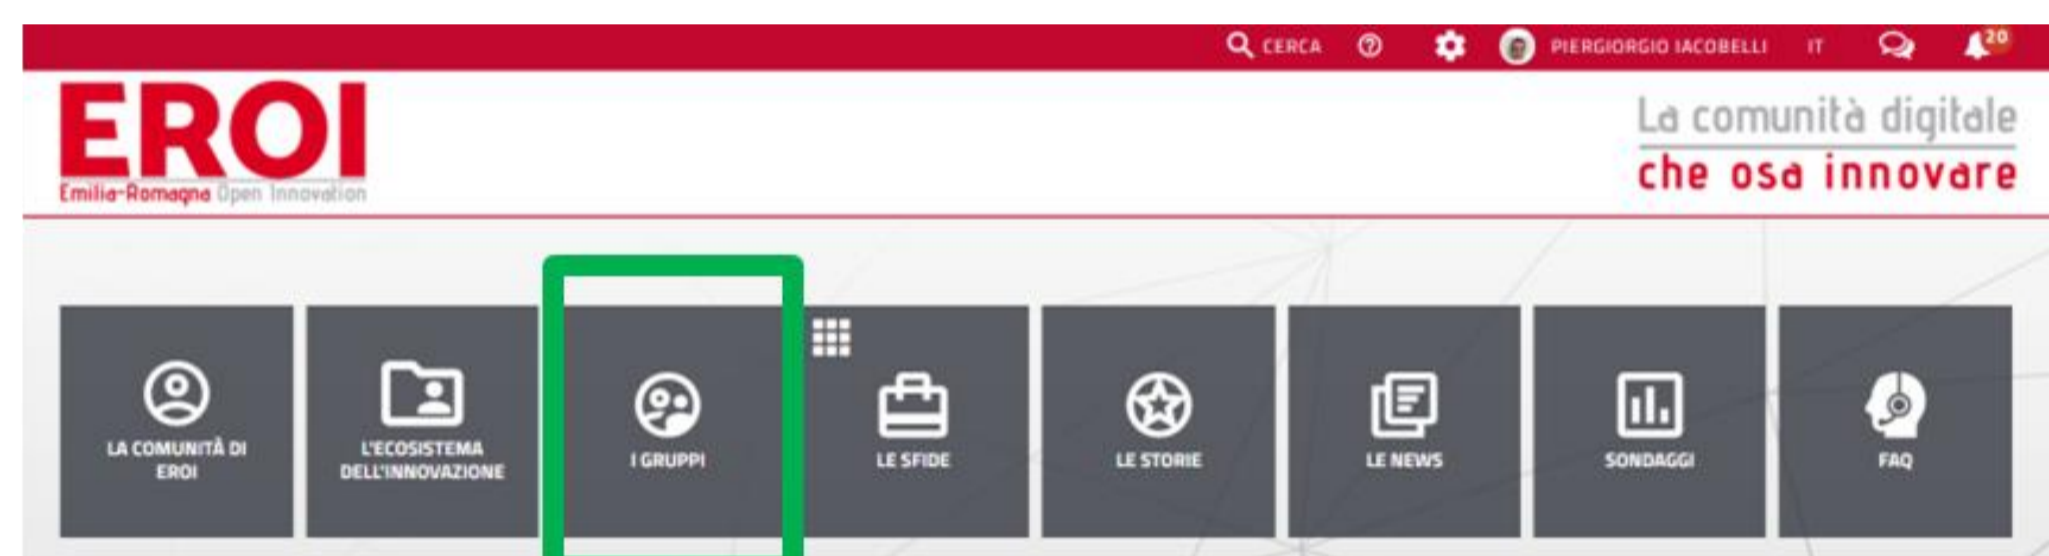 CERCA PIERGIORGIO IACOBELLI IT 20
EROI
Emilia-Romagna Open Innovation
La comunità digitale
che osa innovare
LA COMUNITÀ DI
EROI
L'ECOSISTEMA
DELL'INNOVAZIONE
I GRUPPI
LE SFIDE
LE STORIE
LE NEWS
SONDAGGI
FAQ